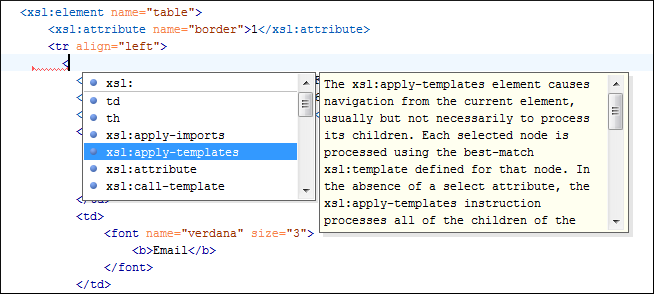 <xsl:element name="table">
<xsl:attribute name="border">1</xsl:attribute>
<tr align="left">
<
xsl:
td
th
xsl:apply-imports
xsl:apply-templates
xsl:attribute
xsl:call-template
The xsl:apply-templates element causes
navigation from the current element,
usually but not necessarily to process
its children. Each selected node is
processed using the best-match
xsl:template defined for that node. In
the absence of a select attribute, the
xsl:apply-templates instruction
processes all of the children of the
<td>
<font name="verdana" size="3">
<b>Email</b>
</font>
</td>